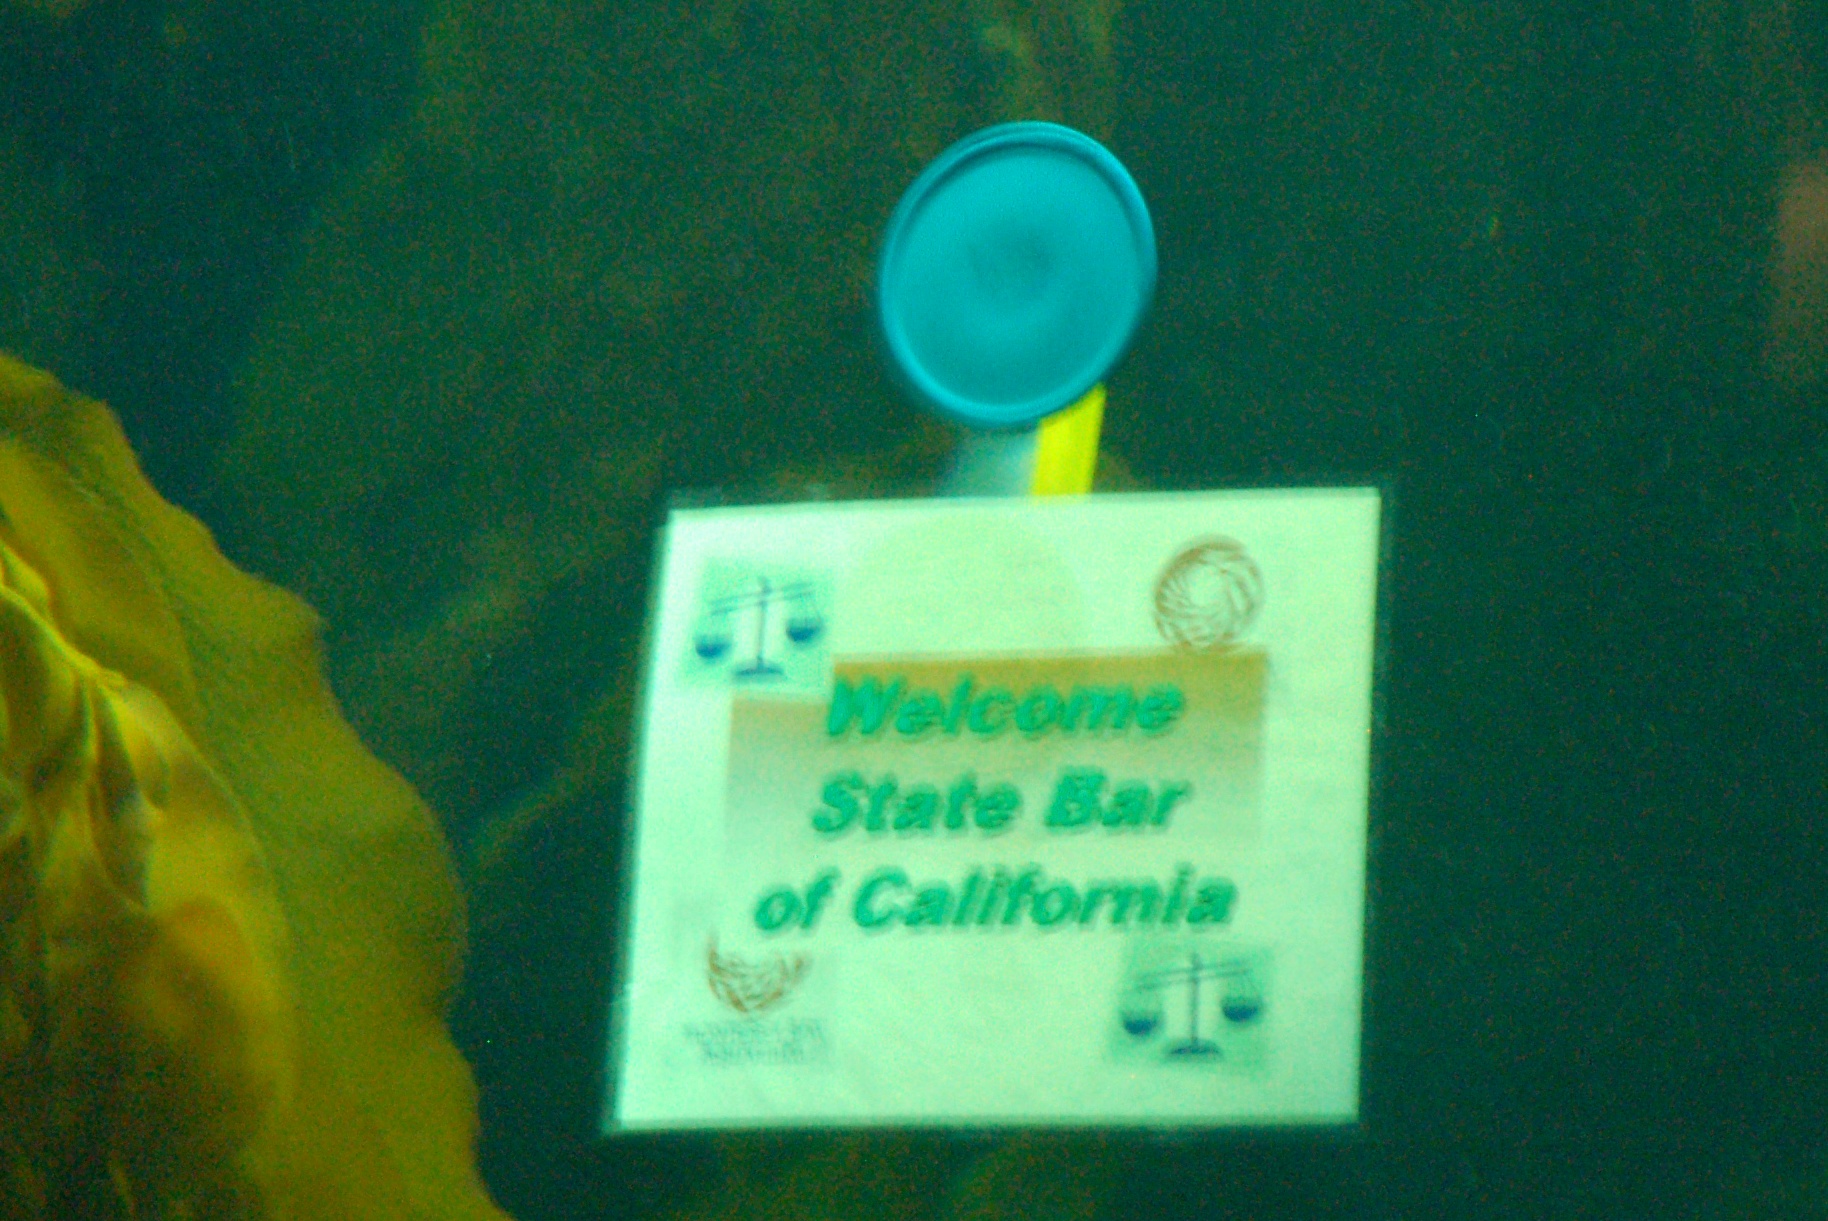 Welcome
State Bar
of California